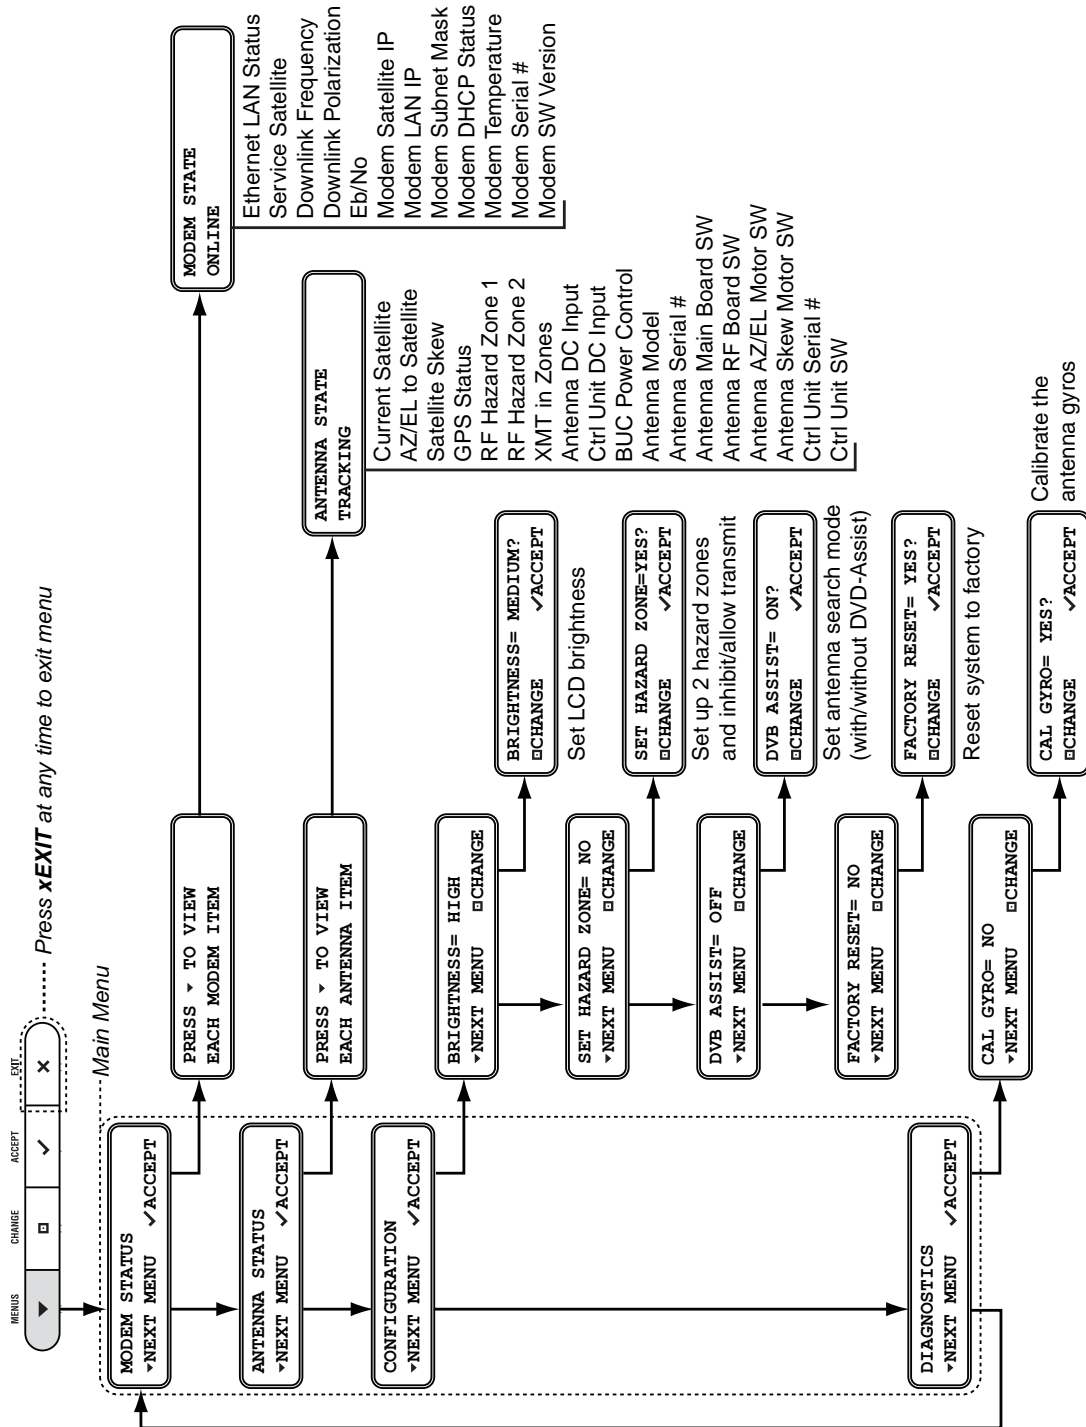 MENUS
CHANGE
ACCEPT
EXIT
Press xEXIT at any time to exit menu
Main Menu
MODEM STATUS
▼NEXT MENU ✓ACCEPT
PRESS ▼ TO VIEW
EACH MODEM ITEM
MODEM STATE
ONLINE
Ethernet LAN Status
Service Satellite
Downlink Frequency
Downlink Polarization
Eb/No
Modem Satellite IP
Modem LAN IP
Modem Subnet Mask
Modem DHCP Status
Modem Temperature
Modem Serial #
Modem SW Version
ANTENNA STATUS
▼NEXT MENU ✓ACCEPT
PRESS ▼ TO VIEW
EACH ANTENNA ITEM
ANTENNA STATE
TRACKING
Current Satellite
AZ/EL to Satellite
Satellite Skew
GPS Status
RF Hazard Zone 1
RF Hazard Zone 2
XMT in Zones
Antenna DC Input
Ctrl Unit DC Input
BUC Power Control
Antenna Model
Antenna Serial #
Antenna Main Board SW
Antenna RF Board SW
Antenna AZ/EL Motor SW
Antenna Skew Motor SW
Ctrl Unit Serial #
Ctrl Unit SW
CONFIGURATION
▼NEXT MENU ✓ACCEPT
BRIGHTNESS= HIGH
▼NEXT MENU ⊡CHANGE
BRIGHTNESS= MEDIUM?
⊡CHANGE ✓ACCEPT
Set LCD brightness
SET HAZARD ZONE= NO
▼NEXT MENU ⊡CHANGE
SET HAZARD ZONE=YES?
⊡CHANGE ✓ACCEPT
Set up 2 hazard zones
and inhibit/allow transmit
DVB ASSIST= OFF
▼NEXT MENU ⊡CHANGE
DVB ASSIST= ON?
⊡CHANGE ✓ACCEPT
Set antenna search mode
(with/without DVD-Assist)
FACTORY RESET= NO
▼NEXT MENU ⊡CHANGE
FACTORY RESET= YES?
⊡CHANGE ✓ACCEPT
Reset system to factory
DIAGNOSTICS
▼NEXT MENU ✓ACCEPT
CAL GYRO= NO
▼NEXT MENU ⊡CHANGE
CAL GYRO= YES?
⊡CHANGE ✓ACCEPT
Calibrate the
antenna gyros